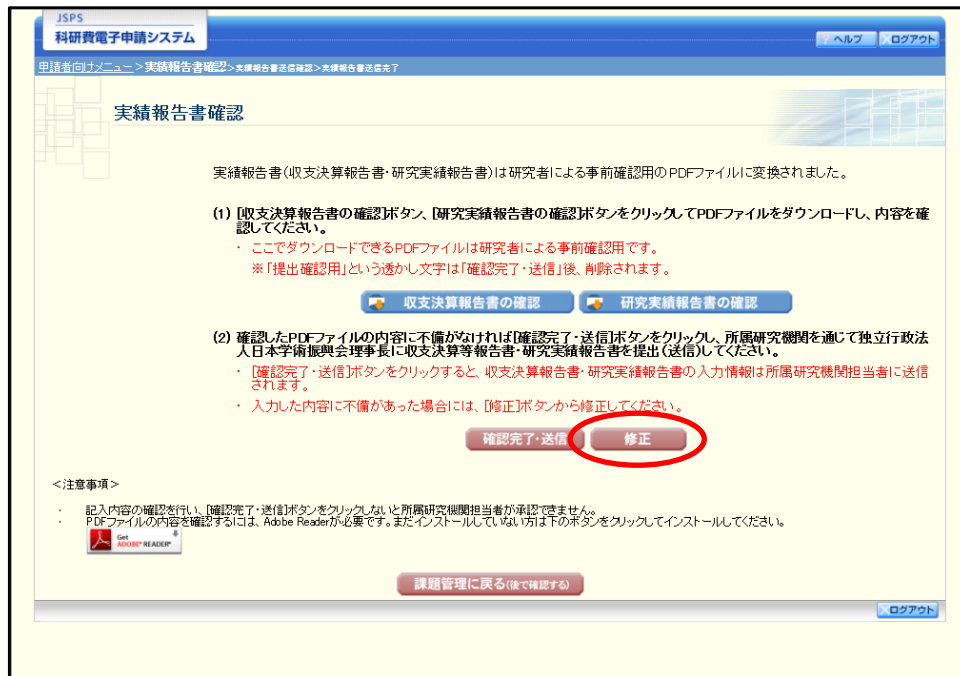 JSPS
科研費電子申請システム
? ヘルプ ×ログアウト
申請者向けメニュー>実績報告書確認>実績報告書送信確認>実績報告書送信完了
実績報告書確認
実績報告書(収支決算報告書・研究実績報告書)は研究者による事前確認用のPDFファイルに変換されました。
(1) [収支決算報告書の確認]ボタン、[研究実績報告書の確認]ボタンをクリックしてPDFファイルをダウンロードし、内容を確
認してください。
・ ここでダウンロードできるPDFファイルは研究者による事前確認用です。
※「提出確認用」という透かし文字は「確認完了・送信」後、削除されます。
収支決算報告書の確認 研究実績報告書の確認
(2) 確認したPDFファイルの内容に不備がなければ[確認完了・送信]ボタンをクリックし、所属研究機関を通じて独立行政法
人日本学術振興会理事長に収支決算等報告書・研究実績報告書を提出(送信)してください。
・ [確認完了・送信]ボタンをクリックすると、収支決算報告書・研究実績報告書の入力情報は所属研究機関担当者に送信
されます。
・ 入力した内容に不備があった場合には、[修正]ボタンから修正してください。
確認完了・送信 修正
<注意事項>
・ 記入内容の確認を行い、[確認完了・送信]ボタンをクリックしないと所属研究機関担当者が承認できません。
・ PDFファイルの内容を確認するには、Adobe Readerが必要です。まだインストールしていない方は下のボタンをクリックしてインストールしてください。
Get
ADOBE® READER®
課題管理に戻る(後で確認する)
×ログアウト